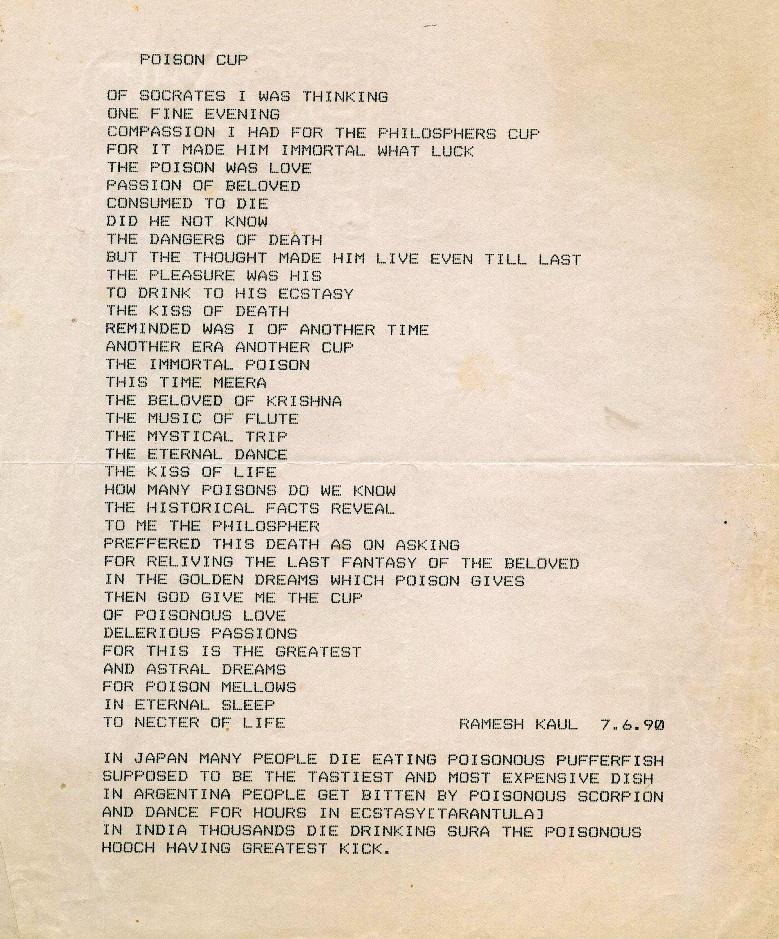 POISON CUP
OF SOCRATES I WAS THINKING
ONE FINE EVENING
COMPASSION I HAD FOR THE PHILOSPHERS CUP
FOR IT MADE HIM IMMORTAL WHAT LUCK
THE POISON WAS LOVE
PASSION OF BELOVED
CONSUMED TO DIE
DID HE NOT KNOW
THE DANGERS OF DEATH
BUT THE THOUGHT MADE HIM LIVE EVEN TILL LAST
THE PLEASURE WAS HIS
TO DRINK TO HIS ECSTASY
THE KISS OF DEATH
REMINDED WAS I OF ANOTHER TIME
ANOTHER ERA ANOTHER CUP
THE IMMORTAL POISON
THIS TIME MEERA
THE BELOVED OF KRISHNA
THE MUSIC OF FLUTE
THE MYSTICAL TRIP
THE ETERNAL DANCE
THE KISS OF LIFE
HOW MANY POISONS DO WE KNOW
THE HISTORICAL FACTS REVEAL
TO ME THE PHILOSPHER
PREFFERED THIS DEATH AS ON ASKING
FOR RELIVING THE LAST FANTASY OF THE BELOVED
IN THE GOLDEN DREAMS WHICH POISON GIVES
THEN GOD GIVE ME THE CUP
OF POISONOUS LOVE
DELERIOUS PASSIONS
FOR THIS IS THE GREATEST
AND ASTRAL DREAMS
FOR POISON MELLOWS
IN ETERNAL SLEEP
TO NECTER OF LIFE RAMESH KAUL 7.6.90
IN JAPAN MANY PEOPLE DIE EATING POISONOUS PUFFERFISH
SUPPOSED TO BE THE TASTIEST AND MOST EXPENSIVE DISH
IN ARGENTINA PEOPLE GET BITTEN BY POISONOUS SCORPION
AND DANCE FOR HOURS IN ECSTASY[TARANTULA]
IN INDIA THOUSANDS DIE DRINKING SURA THE POISONOUS
HOOCH HAVING GREATEST KICK.